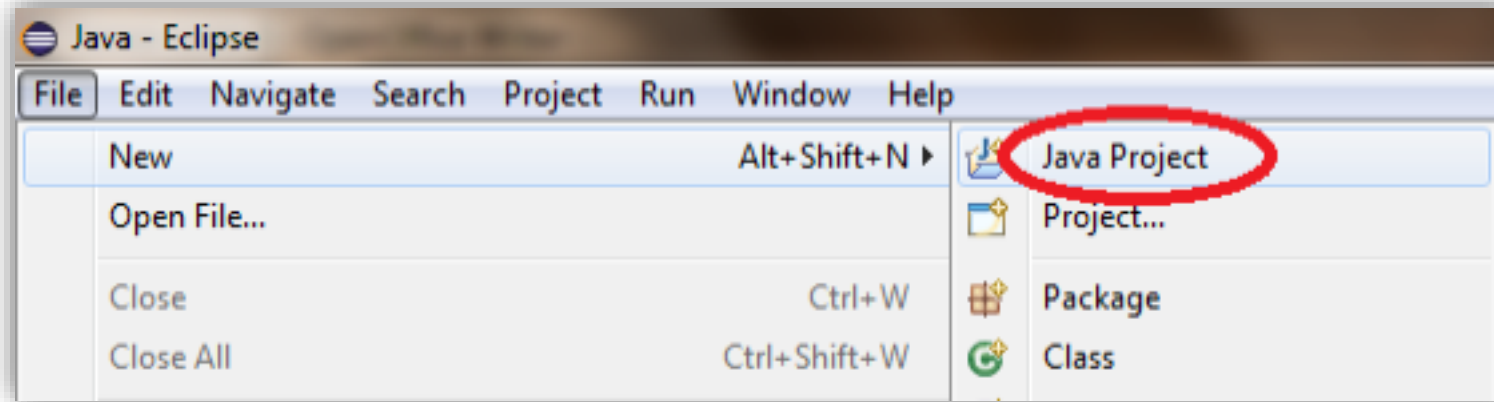 Java - Eclipse
File Edit Navigate Search Project Run Window Help
New Alt+Shift+N Java Project
Open File... Project...
Close Ctrl+W Package
Close All Ctrl+Shift+W Class